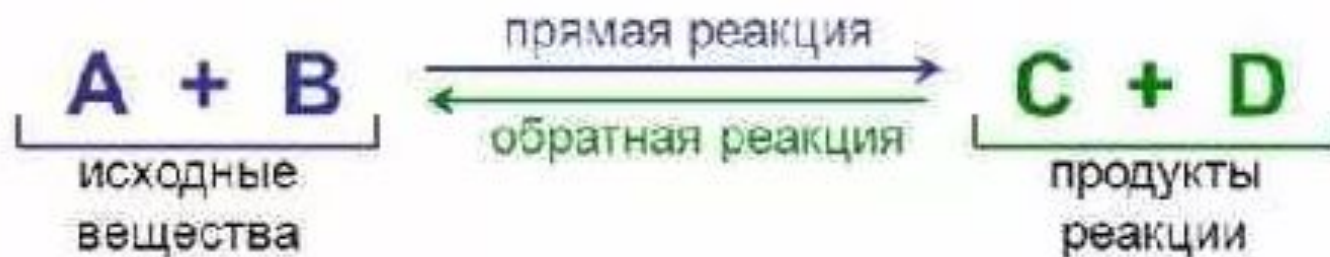 прямая реакция
A + B
C + D
обратная реакция
исходные
вещества
продукты
реакции